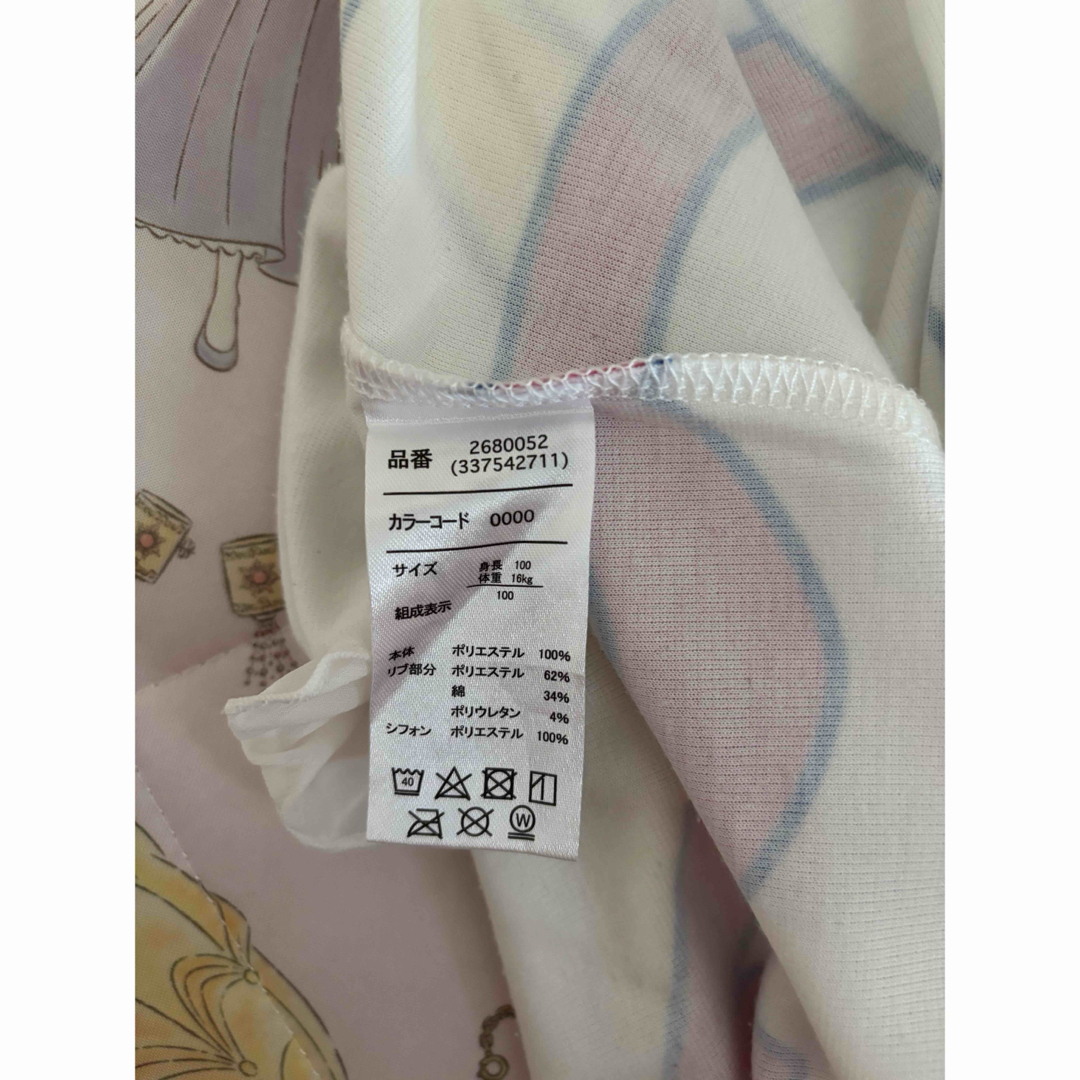 品番 2680052
(337542711)
カラーコード 0000
サイズ 身長 100
体重 16kg
100
組成表示
本体 ポリエステル 100%
リブ部分 ポリエステル 62%
綿 34%
ポリウレタン 4%
シフォン ポリエステル 100%
40
W